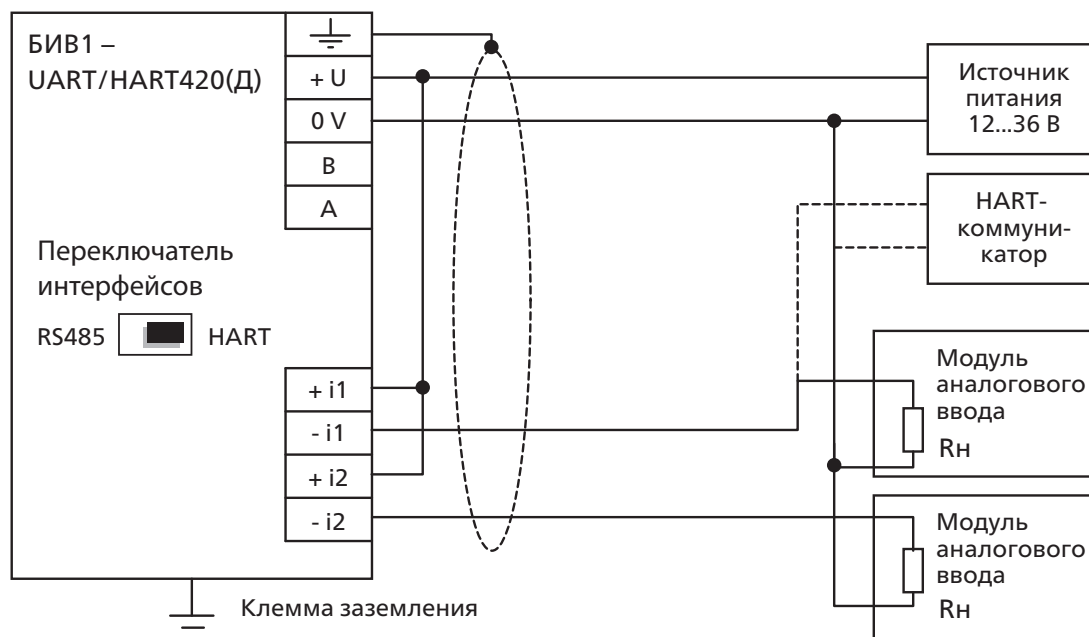 БИВ1 –
UART/HART420(Д)
+ U
0 V
B
A
Источник
питания
12...36 В
HART-
коммуни-
катор
Переключатель
интерфейсов
RS485
HART
+ i1
- i1
+ i2
- i2
Модуль
аналогового
ввода
Rн
Модуль
аналогового
ввода
Rн
Клемма заземления